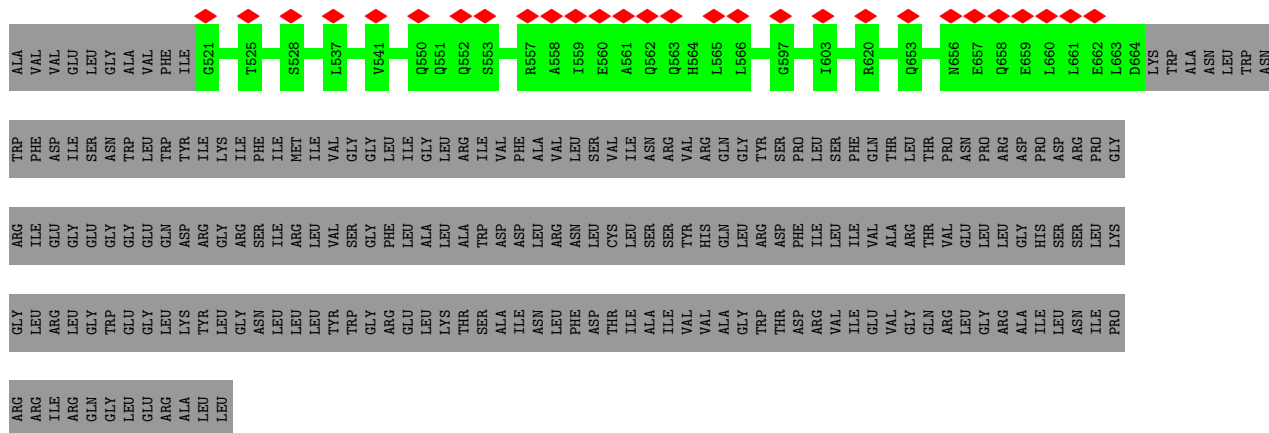 ALA VAL VAL GLU LEU GLY ALA VAL PHE ILE G521 T525 S528 L537 V541 Q550 Q551 Q552 S553 R557 A558 I559 E560 A561 Q562 Q563 H564 L565 L566 G597 I603 R620 Q653 N656 E657 Q658 E659 L660 L661 E662 L663 D664 LYS TRP ALA ASN LEU TRP ASN
TRP PHE ASP ILE SER ASN TRP LEU TRP TYR ILE LYS ILE PHE ILE MET ILE VAL GLY GLY LEU ILE GLY LEU ARG ILE VAL PHE ALA VAL LEU SER VAL ILE ASN ARG VAL ARG GLN GLY TYR SER PRO LEU SER PHE GLN THR LEU THR PRO ASN PRO ARG ASP PRO ASP ARG PRO GLY
ARG ILE GLU GLY GLU GLY GLY GLU GLN ASP ARG GLY ARG SER ILE ARG LEU VAL SER GLY PHE LEU ALA LEU ALA TRP ASP ASP LEU ARG ASN LEU CYS LEU SER SER TYR HIS GLN LEU ARG ASP PHE ILE LEU ILE VAL ALA ARG THR VAL GLU LEU LEU GLY HIS SER SER LEU LYS
GLY LEU ARG LEU GLY TRP GLU GLY LEU LYS TYR LEU GLY ASN LEU LEU LEU TYR TRP GLY ARG GLU LEU LYS THR SER ALA ILE ASN LEU PHE ASP THR ILE ALA ILE VAL VAL ALA GLY TRP THR ASP ARG VAL ILE GLU VAL GLY GLN ARG LEU GLY ARG ALA ILE LEU ASN ILE PRO
ARG ARG ILE ARG GLN GLY LEU GLU ARG ALA LEU LEU